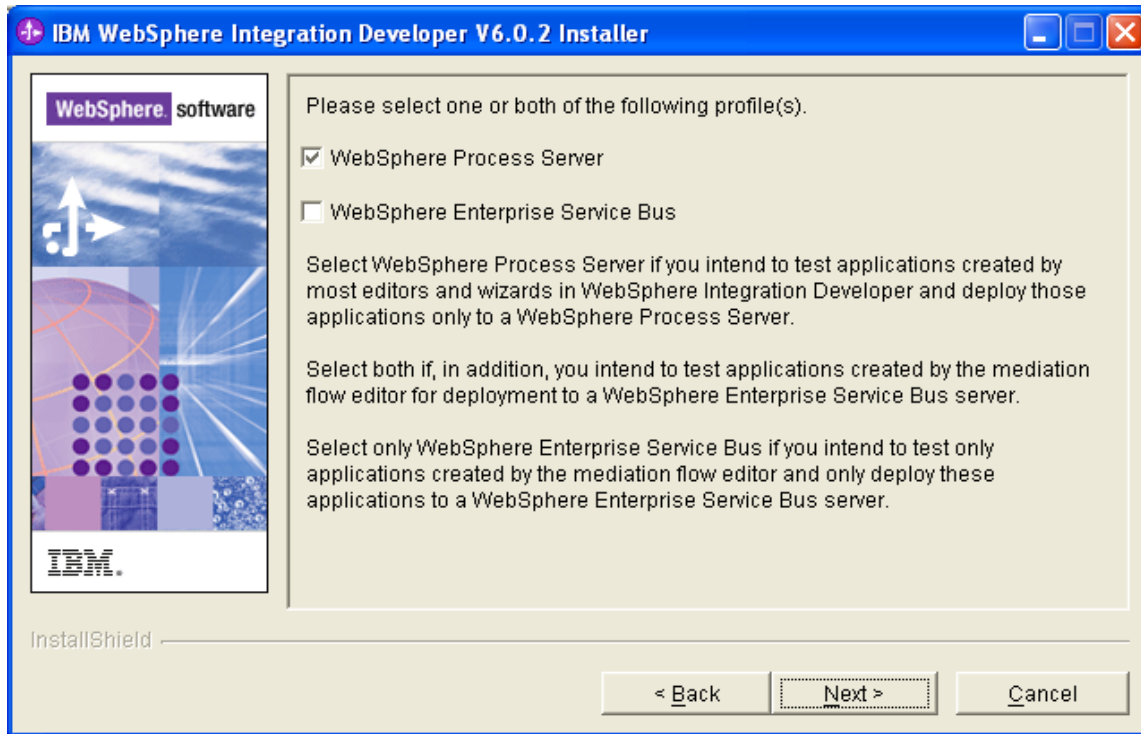 IBM WebSphere Integration Developer V6.0.2 Installer
WebSphere. software
Please select one or both of the following profile(s).
WebSphere Process Server
WebSphere Enterprise Service Bus
Select WebSphere Process Server if you intend to test applications created by
most editors and wizards in WebSphere Integration Developer and deploy those
applications only to a WebSphere Process Server.
Select both if, in addition, you intend to test applications created by the mediation
flow editor for deployment to a WebSphere Enterprise Service Bus server.
Select only WebSphere Enterprise Service Bus if you intend to test only
applications created by the mediation flow editor and only deploy these
applications to a WebSphere Enterprise Service Bus server.
IBM.
InstallShield
< Back
Next >
Cancel